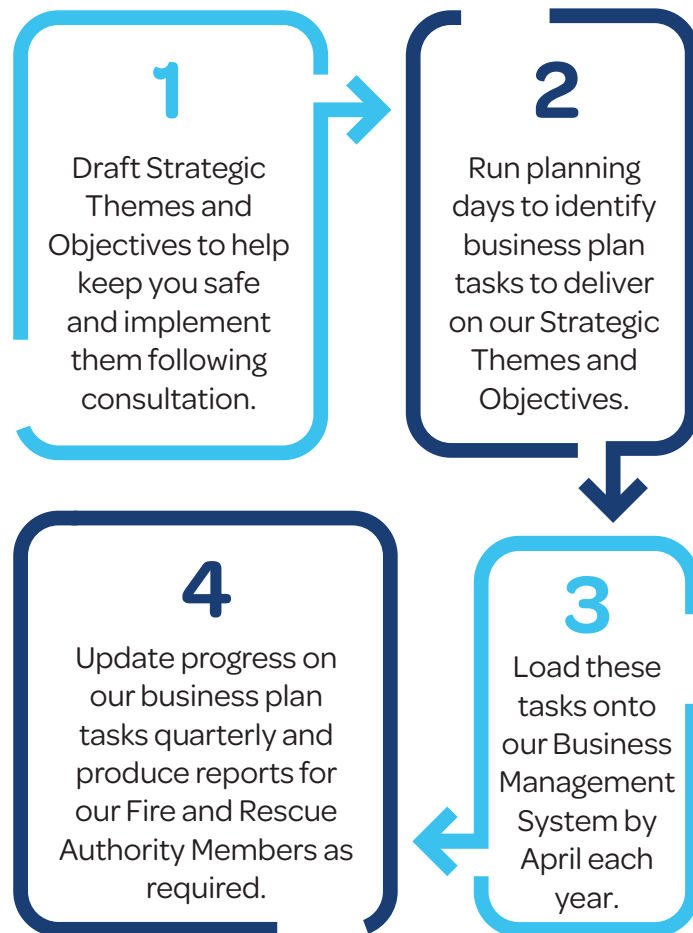 1
Draft Strategic
Themes and
Objectives to help
keep you safe
and implement
them following
consultation.
2
Run planning
days to identify
business plan
tasks to deliver
on our Strategic
Themes and
Objectives.
3
Load these
tasks onto
our Business
Management
System by
April each
year.
4
Update progress on
our business plan
tasks quarterly and
produce reports for
our Fire and Rescue
Authority Members as
required.